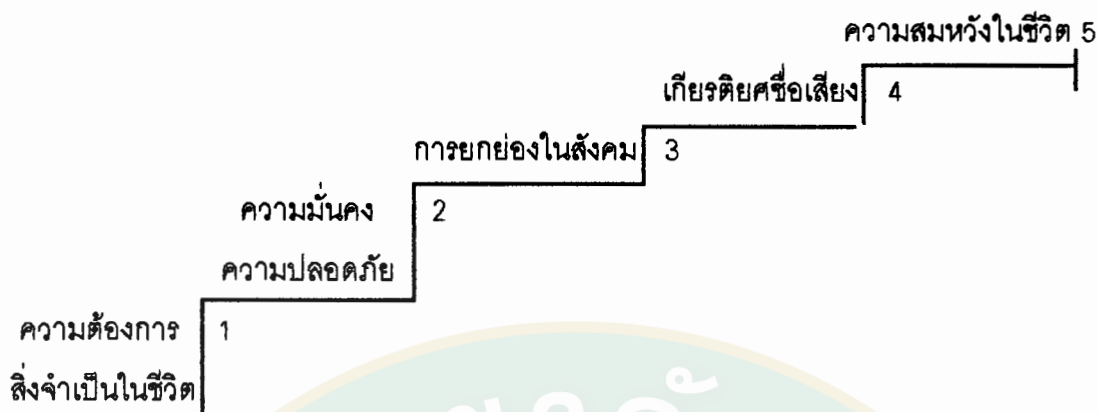 ความสมหวังในชีวิต 5
เกียรติยศชื่อเสียง 4
การยกย่องในสังคม 3
ความมั่นคง 2
ความปลอดภัย
ความต้องการ 1
สิ่งจำเป็นในชีวิต